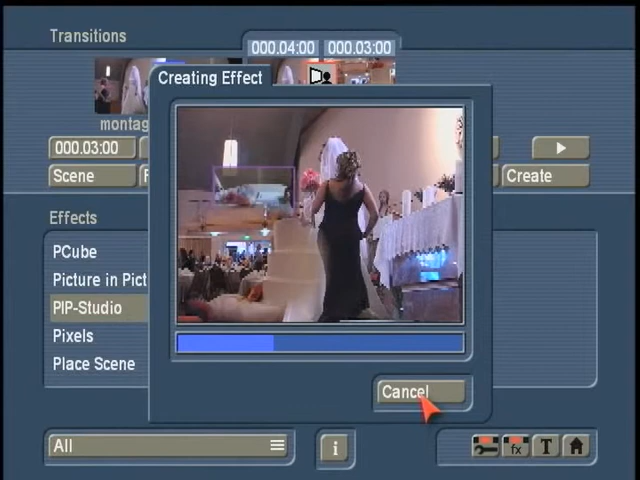 Transitions
000.04:00 000.03:00
Creating Effect
montag
000.03:00
Scene
Create
Effects
PCube
Picture in Pict
PIP-Studio
Pixels
Place Scene
Cancel
All
i
fx
T